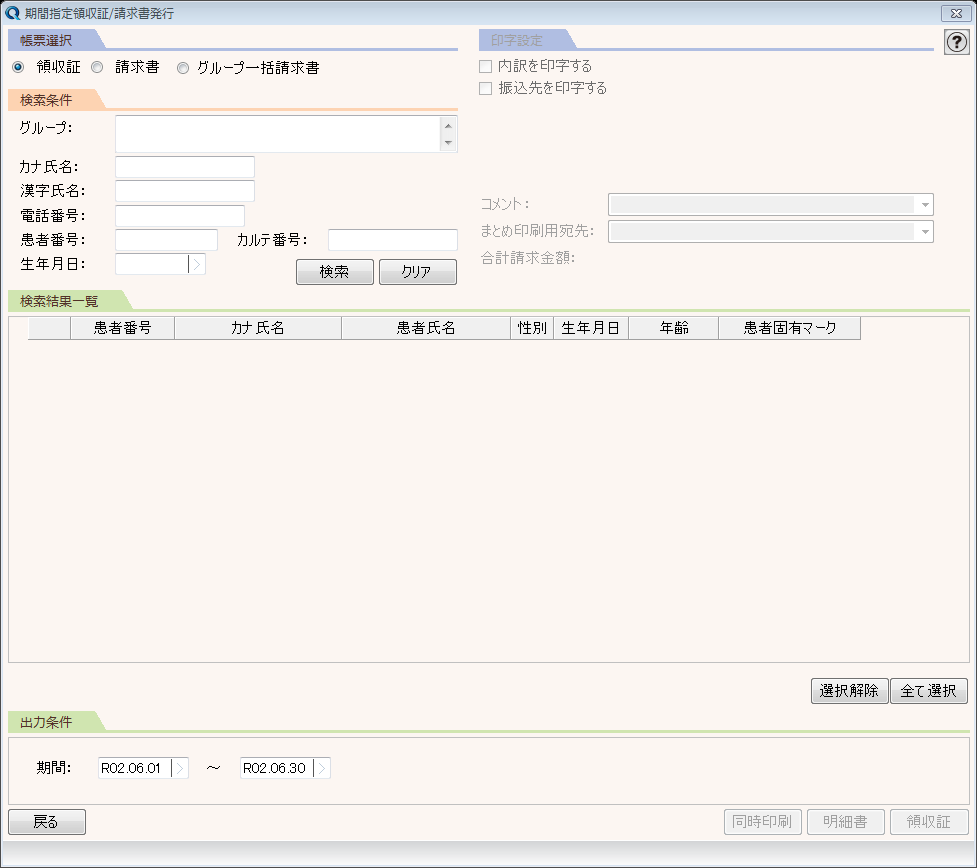 期間指定領収証/請求書発行
帳票選択
領収証 請求書 グループ一括請求書
検索条件
グループ:
カナ氏名:
漢字氏名:
電話番号:
患者番号: カルテ番号:
生年月日:
検索 クリア
印字設定
?
内訳を印字する
振込先を印字する
コメント:
まとめ印刷用宛先:
合計請求金額:
検索結果一覧
患者番号 カナ氏名 患者氏名 性別 生年月日 年齢 患者固有マーク
選択解除 全て選択
出力条件
期間: R02.06.01 ～ R02.06.30
戻る 同時印刷 明細書 領収証